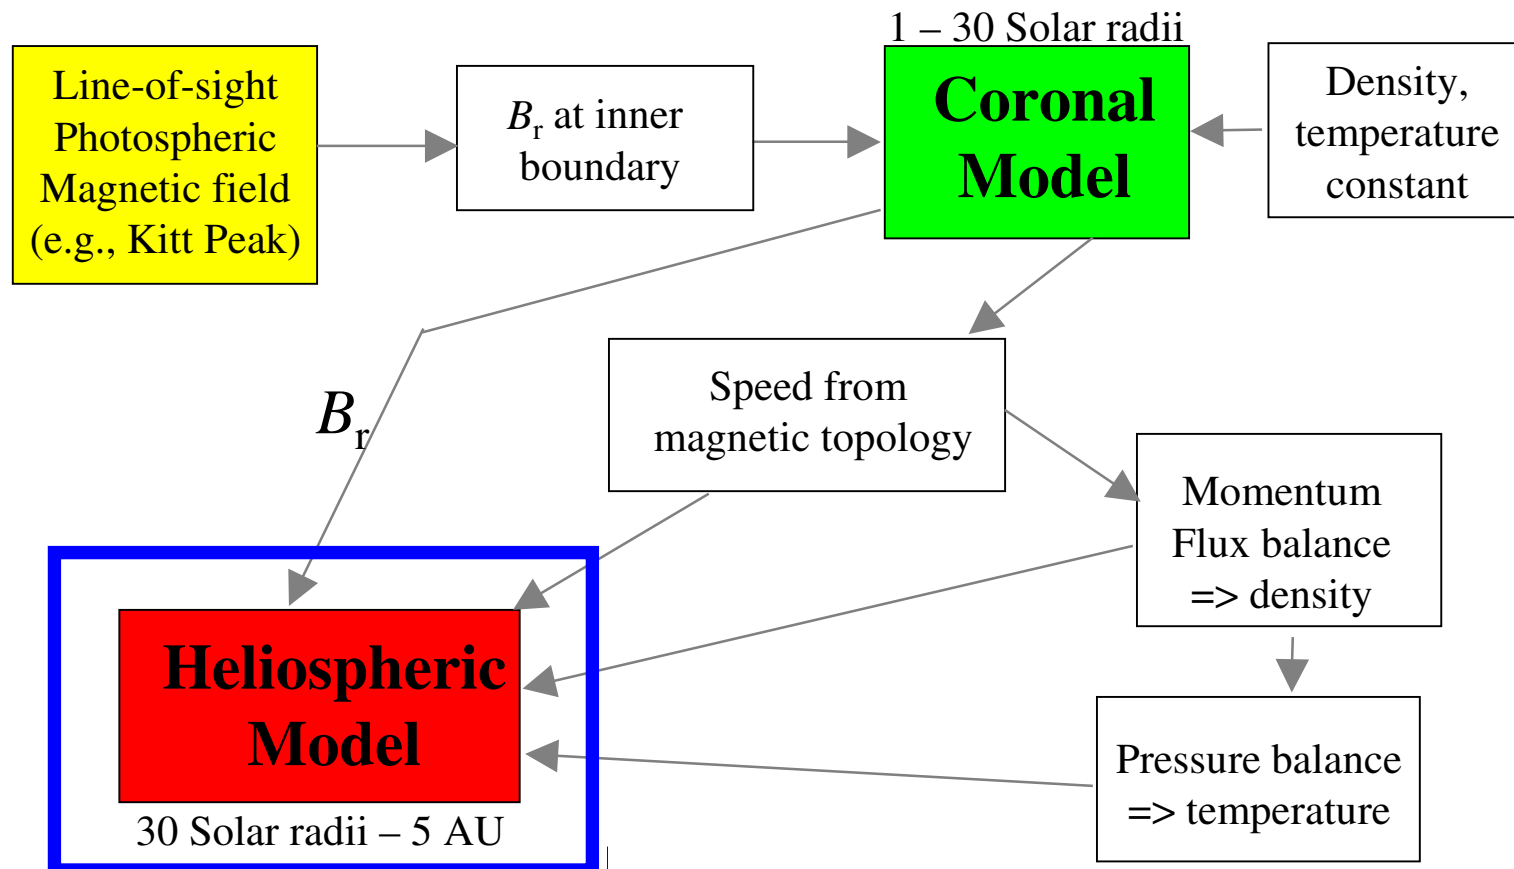 1 – 30 Solar radii
Line-of-sight
Photospheric
Magnetic field
(e.g., Kitt Peak)
Br at inner
boundary
Coronal
Model
Density,
temperature
constant
Br
Speed from
magnetic topology
Momentum
Flux balance
=> density
Heliospheric
Model
30 Solar radii – 5 AU
Pressure balance
=> temperature